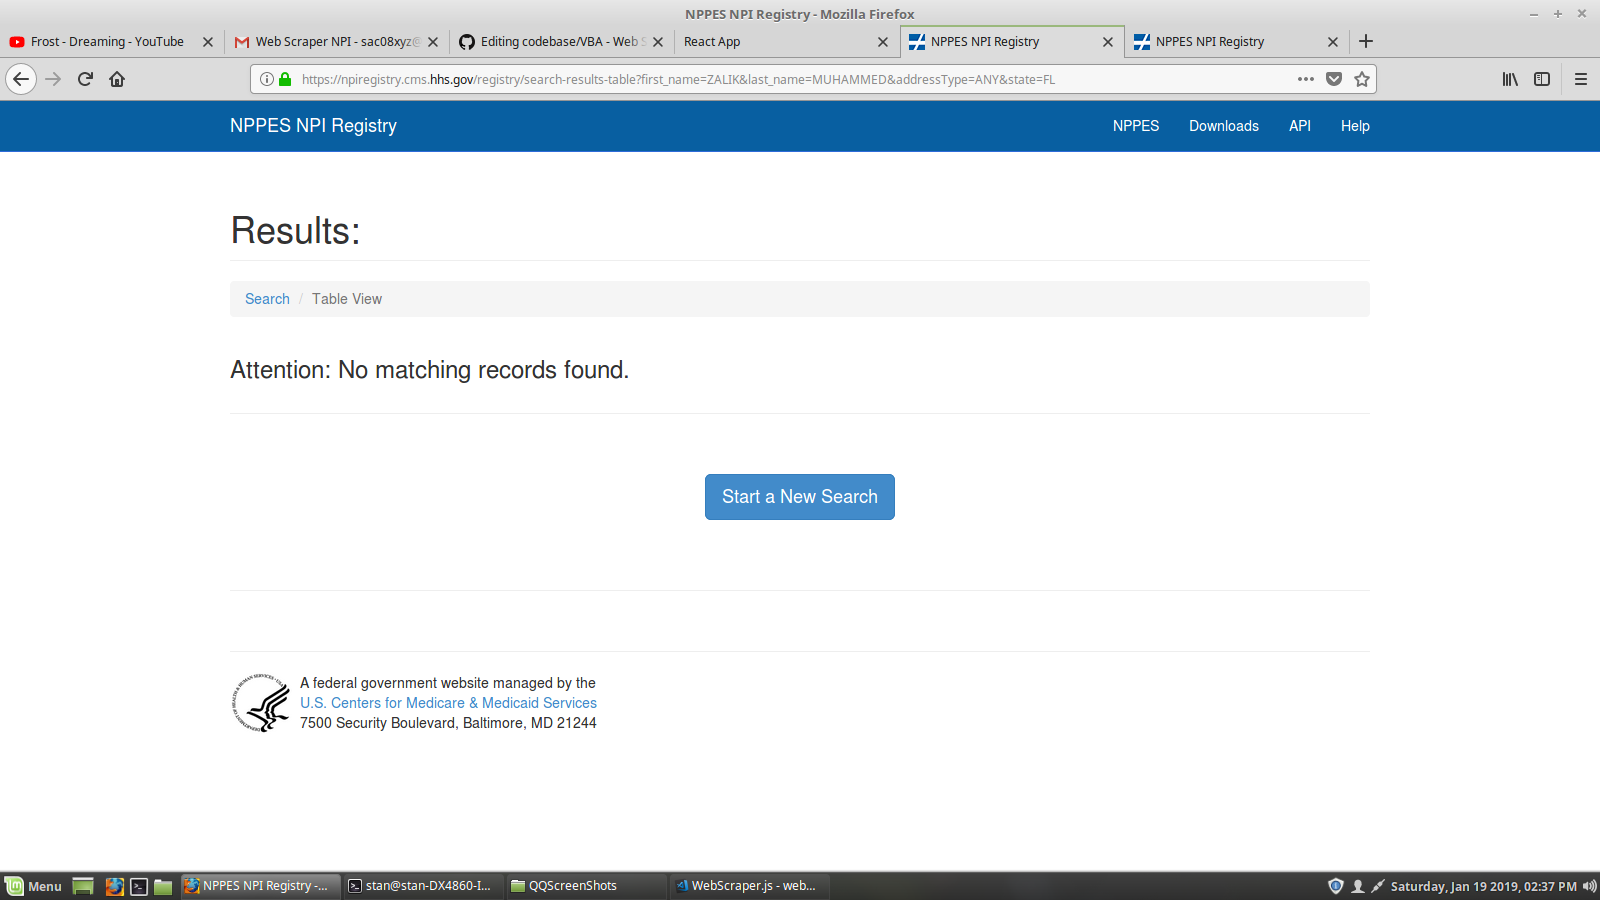 NPPES NPI Registry - Mozilla Firefox
Frost - Dreaming - YouTube
Web Scraper NPI - sac08xyz@
Editing codebase/VBA - Web S
React App
NPPES NPI Registry
NPPES NPI Registry
https://npiregistry.cms.hhs.gov/registry/search-results-table?first_name=ZALIK&last_name=MUHAMMED&addressType=ANY&state=FL
NPPES NPI Registry
NPPES
Downloads
API
Help
Results:
Search / Table View
Attention: No matching records found.
Start a New Search
A federal government website managed by the
U.S. Centers for Medicare & Medicaid Services
7500 Security Boulevard, Baltimore, MD 21244
Menu
NPPES NPI Registry -...
stan@stan-DX4860-I...
QQScreenShots
WebScraper.js - web...
Saturday, Jan 19 2019, 02:37 PM